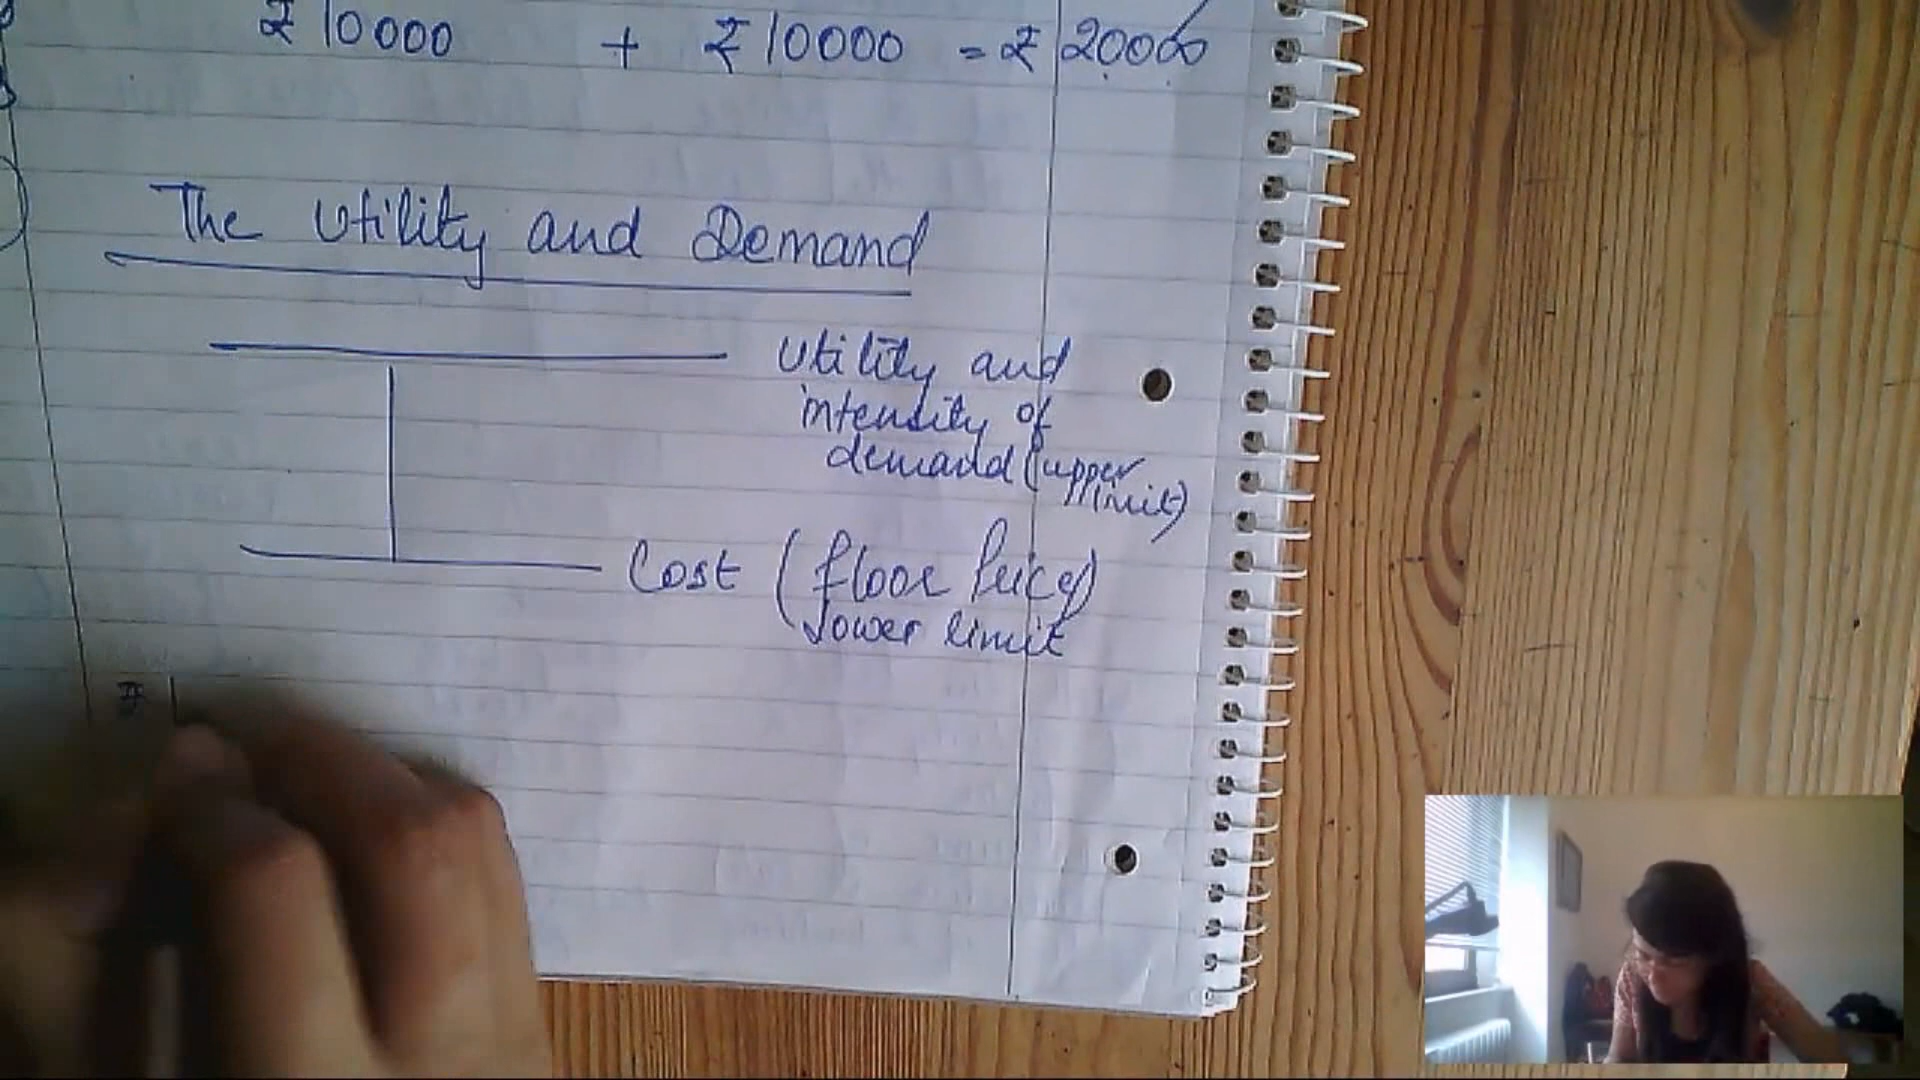 ₹ 10000 + ₹ 10000 = ₹ 20000
The Utility and Demand
Utility and
intensity of
demand (upper
limit)
Cost (floor Price)
lower limit